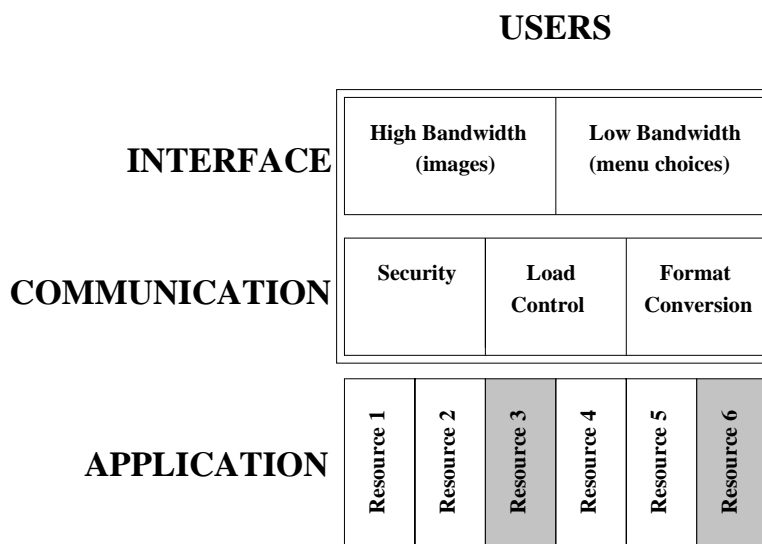 USERS
INTERFACE
High Bandwidth
(images)
Low Bandwidth
(menu choices)
COMMUNICATION
Security
Load
Control
Format
Conversion
APPLICATION
Resource 1
Resource 2
Resource 3
Resource 4
Resource 5
Resource 6